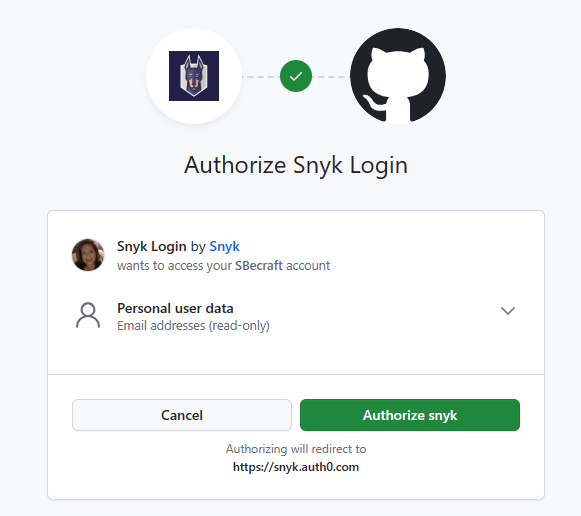 Authorize Snyk Login
Snyk Login by Snyk
wants to access your SBecraft account
Personal user data
Email addresses (read-only)
Cancel
Authorize snyk
Authorizing will redirect to
https://snyk.auth0.com